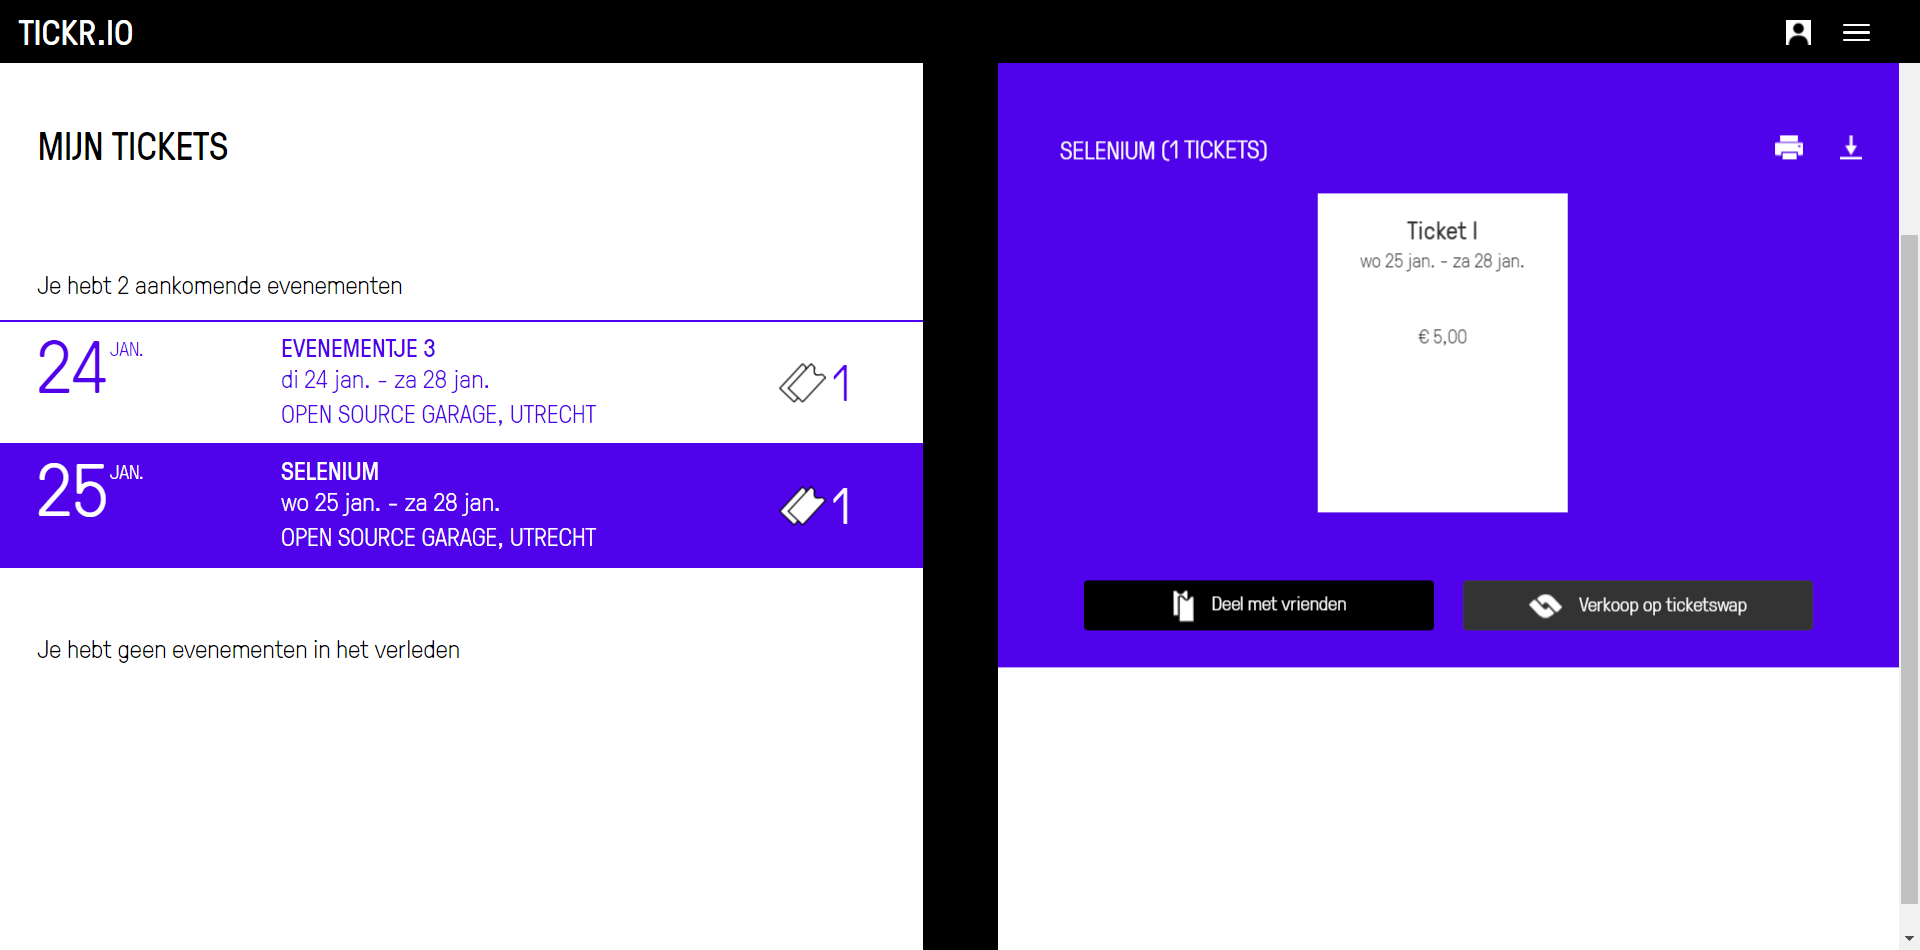 TICKR.IO
MIJN TICKETS
Je hebt 2 aankomende evenementen
24 JAN.
EVENEMENTJE 3
di 24 jan. - za 28 jan.
OPEN SOURCE GARAGE, UTRECHT
1
25 JAN.
SELENIUM
wo 25 jan. - za 28 jan.
OPEN SOURCE GARAGE, UTRECHT
1
Je hebt geen evenementen in het verleden
SELENIUM (1 TICKETS)
Ticket I
wo 25 jan. - za 28 jan.
€ 5,00
Deel met vrienden
Verkoop op ticketswap